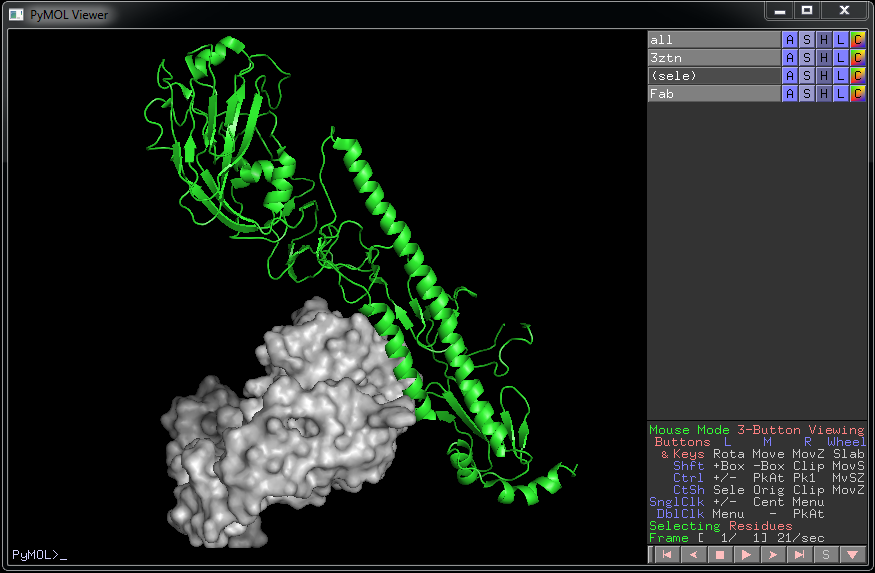 PyMOL Viewer
all A S H L C
3ztn A S H L C
(sele) A S H L C
Fab A S H L C
Mouse Mode 3-Button Viewing
Buttons L M R Wheel
& Keys Rota Move MovZ Slab
Shft +Box -Box Clip MovS
Ctrl +/- PkAt Pk1 MvSZ
CtSh Sele Orig Clip MovZ
SnglClk +/- Cent Menu
DblClk Menu - PkAt
Selecting Residues
Frame [ 1/ 1] 21/sec
PyMOL>_
S